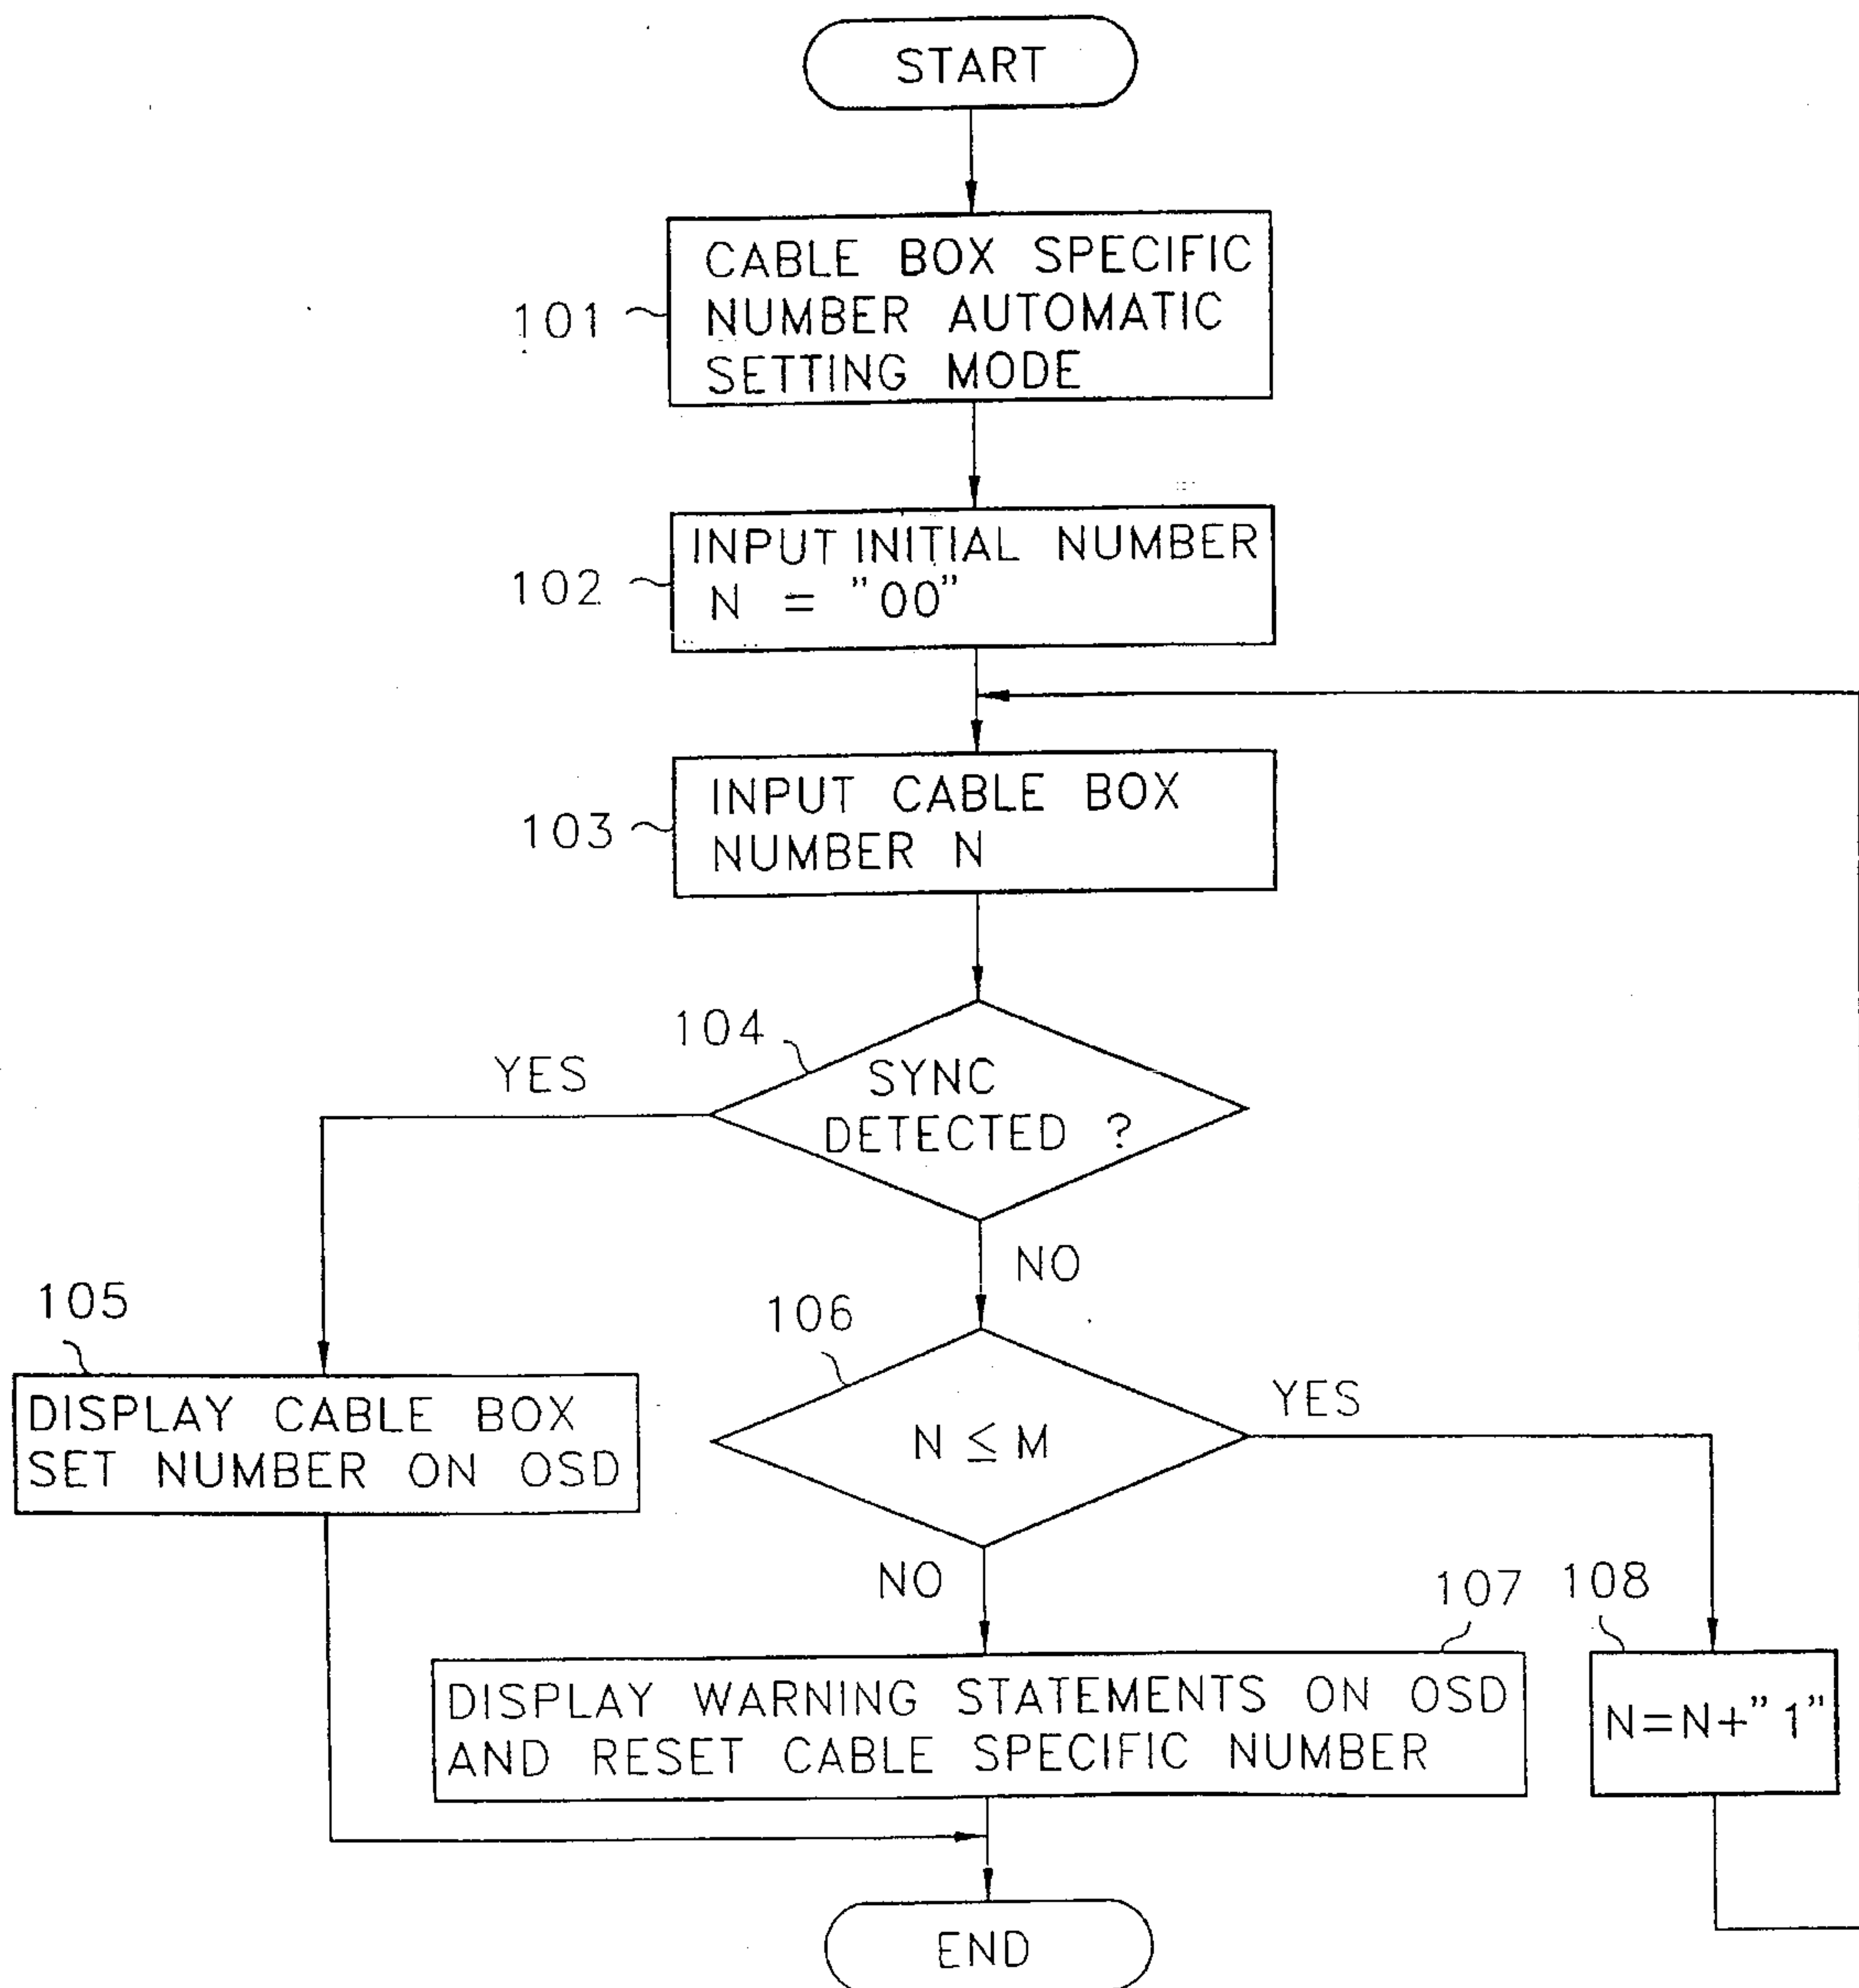 START
101
CABLE BOX SPECIFIC
NUMBER AUTOMATIC
SETTING MODE
102
INPUT INITIAL NUMBER
N = "00"
103
INPUT CABLE BOX
NUMBER N
104
YES
SYNC
DETECTED ?
NO
105
DISPLAY CABLE BOX
SET NUMBER ON OSD
106
N ≤ M
YES
NO
107
DISPLAY WARNING STATEMENTS ON OSD
AND RESET CABLE SPECIFIC NUMBER
108
N=N+"1"
END